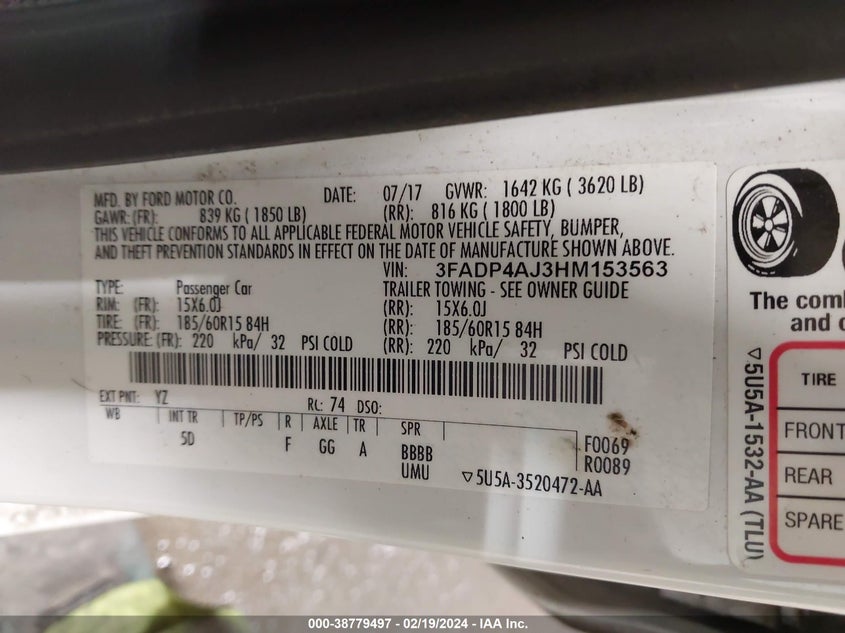 MFD. BY FORD MOTOR CO. DATE: 07/17 GVWR: 1642 KG ( 3620 LB)
GAWR: (FR): 839 KG ( 1850 LB) (RR): 816 KG ( 1800 LB)
THIS VEHICLE CONFORMS TO ALL APPLICABLE FEDERAL MOTOR VEHICLE SAFETY, BUMPER,
AND THEFT PREVENTION STANDARDS IN EFFECT ON THE DATE OF MANUFACTURE SHOWN ABOVE.
VIN: 3FADP4AJ3HM153563
TYPE: Passenger Car TRAILER TOWING - SEE OWNER GUIDE
RIM: (FR): 15X6.0J (RR): 15X6.0J
TIRE: (FR): 185/60R15 84H (RR): 185/60R15 84H
PRESSURE: (FR): 220 kPa/ 32 PSI COLD (RR): 220 kPa/ 32 PSI COLD
EXT PNT: YZ RC: 74 DSO:
WB INT TR TP/PS R AXLE TR SPR
5D F GG A BBBB
UMU
F0069
R0089
▽5U5A-3520472-AA
The comb
and c
TIRE
FRONT
REAR
SPARE
▽5U5A-1532-AA (TLU)
000-38779497 - 02/19/2024 - IAA Inc.